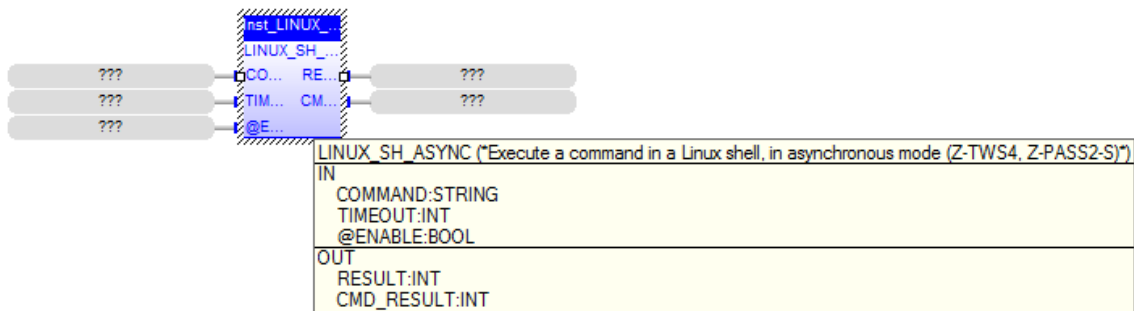 Inst_LINUX_...
LINUX_SH_...
??? CO... RE... ???
??? TIM... CM... ???
??? @E...
LINUX_SH_ASYNC (*Execute a command in a Linux shell, in asynchronous mode (Z-TWS4, Z-PASS2-S)*)
IN
COMMAND:STRING
TIMEOUT:INT
@ENABLE:BOOL
OUT
RESULT:INT
CMD_RESULT:INT